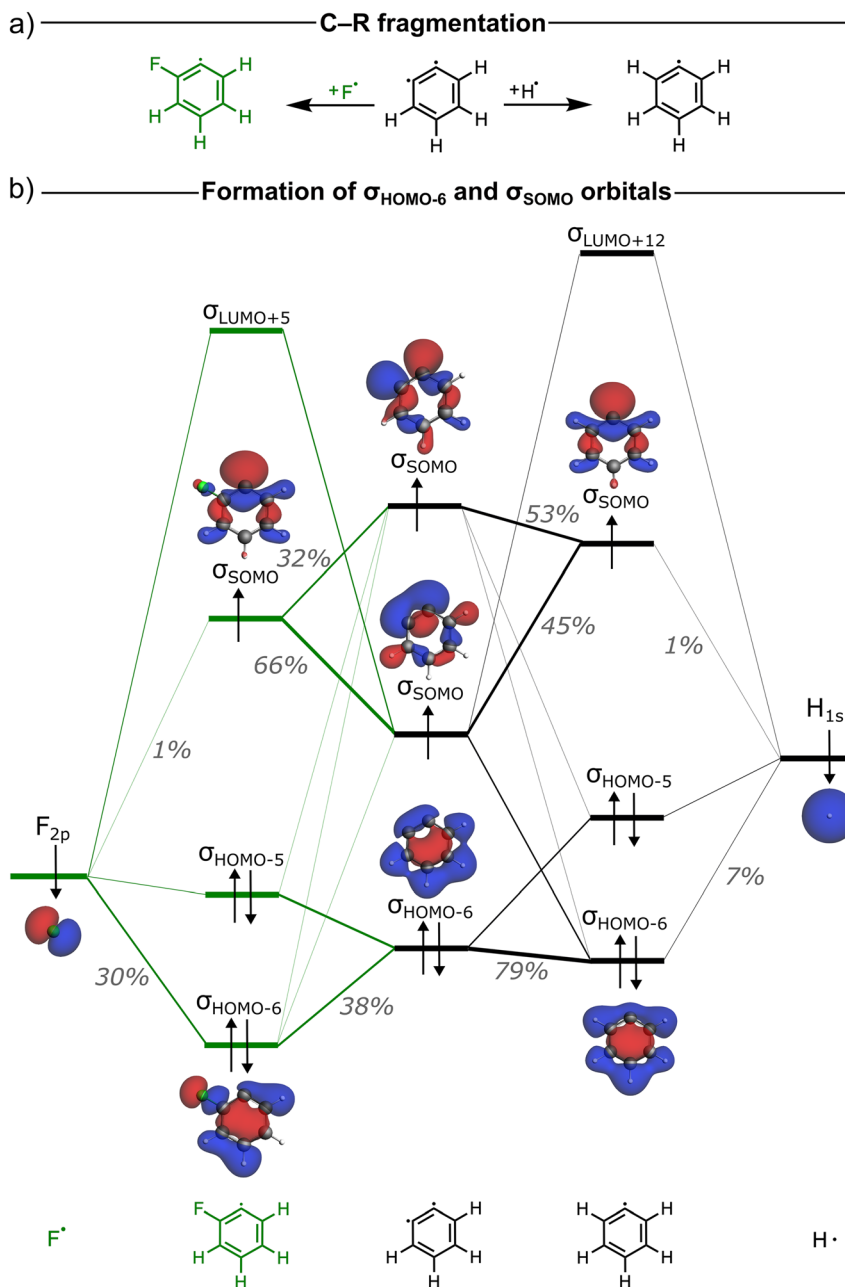 a) C–R fragmentation
F • H • • H H
H H +F• • H +H• H H
H H H
b) Formation of σHOMO-6 and σSOMO orbitals
σLUMO+12
σLUMO+5
σSOMO
σSOMO
53%
32%
σSOMO
σSOMO
45%
66%
1%
1%
H1s
σHOMO-5
F2p
σHOMO-5
7%
σHOMO-6
σHOMO-6
79%
30%
σHOMO-6
38%
F H H H H H
F• H H H H H H H•
H H H